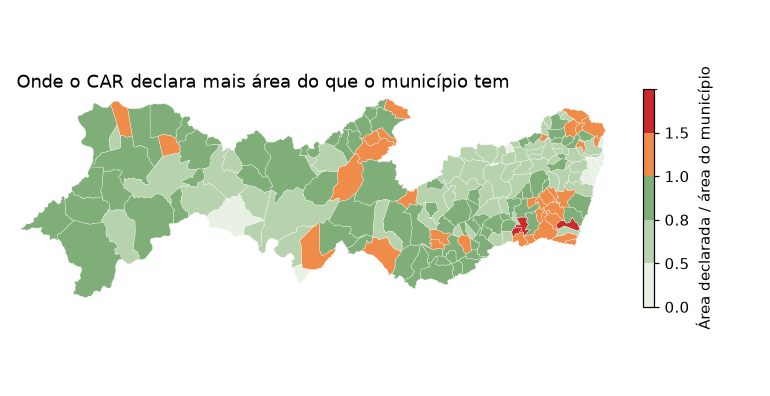 Onde o CAR declara mais área do que o município tem
1.5
1.0
0.8
0.5
0.0
Área declarada / área do município